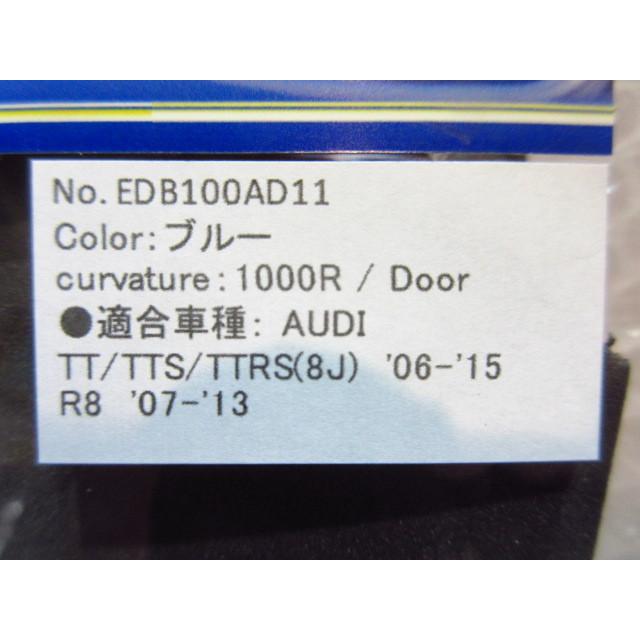 No. EDB100AD11
Color:ブルー
curvature:1000R / Door
●適合車種: AUDI
TT/TTS/TTRS(8J) '06-'15
R8 '07-'13